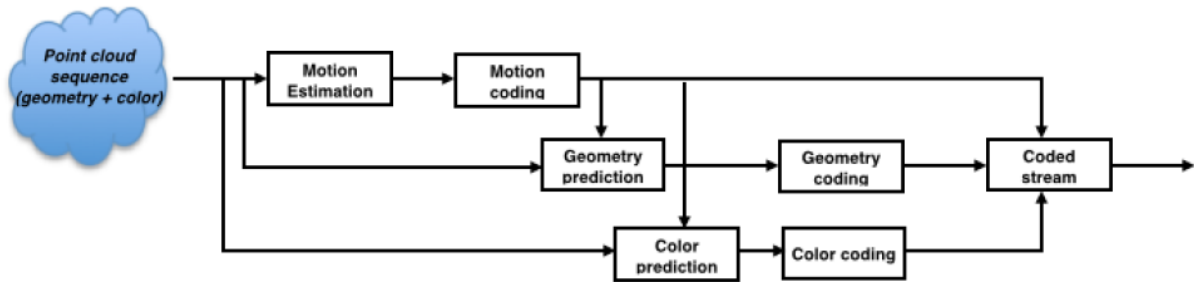 Point cloud
sequence
(geometry + color)
Motion
Estimation
Motion
coding
Geometry
prediction
Geometry
coding
Coded
stream
Color
prediction
Color coding